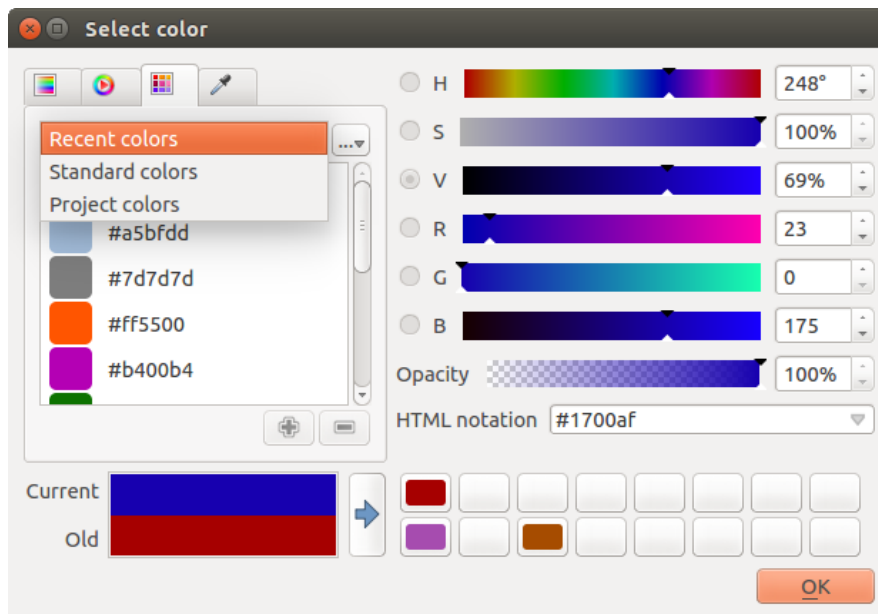 Select color
Recent colors
...
Standard colors
Project colors
#a5bfdd
#7d7d7d
#ff5500
#b400b4
H 248°
S 100%
V 69%
R 23
G 0
B 175
Opacity 100%
HTML notation #1700af
Current
Old
OK